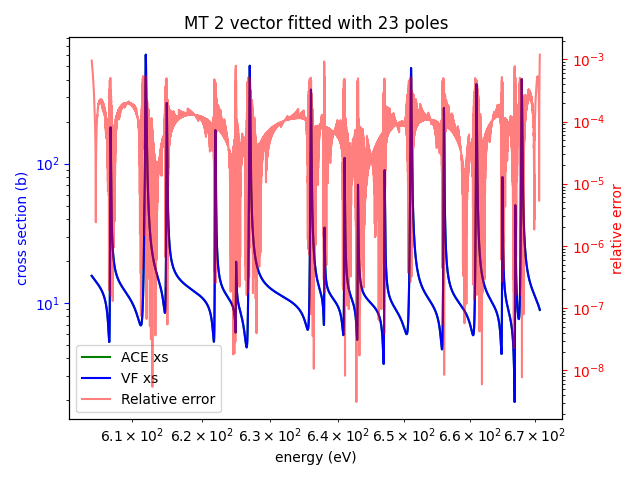 MT 2 vector fitted with 23 poles
10²
10¹
cross section (b)
10⁻³
10⁻⁴
10⁻⁵
10⁻⁶
10⁻⁷
10⁻⁸
relative error
ACE xs
VF xs
Relative error
6.1 × 10² 6.2 × 10² 6.3 × 10² 6.4 × 10² 6.5 × 10² 6.6 × 10² 6.7 × 10²
energy (eV)